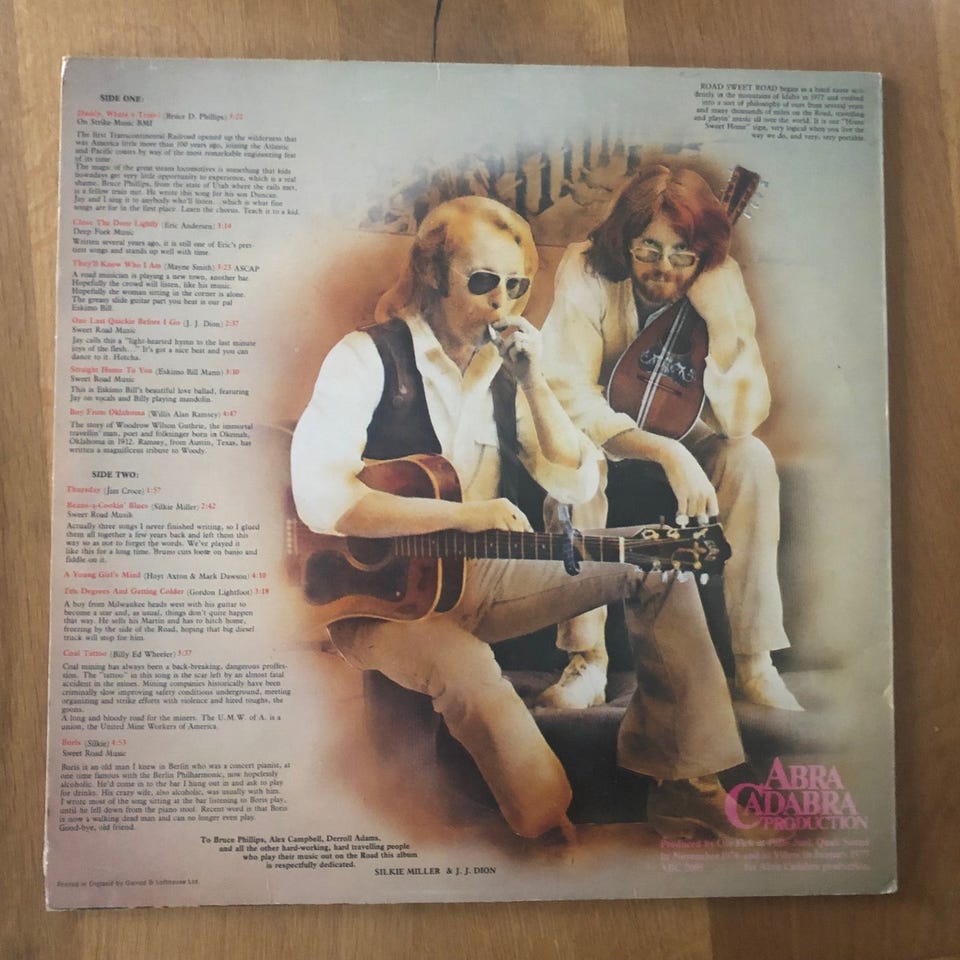 SIDE ONE:
Daddy, What's a Train? (Bruce D. Phillips) 3:22
On Strike Music BMI
The first Transcontinental Railroad opened up the wilderness that
was America little more than 100 years ago, joining the Atlantic
and Pacific coasts by way of the most remarkable engineering feat
of its time.
The magic of the great steam locomotives is something that kids
nowadays get very little opportunity to experience, which is a real
shame. Bruce Phillips, from the state of Utah where the rails met,
is a fellow train nut. He wrote this song for his son Duncan.
Jay and I sing it to anybody who'll listen. . .which is what fine
songs are for in the first place. Learn the chorus. Teach it to a kid.
Close The Door Lightly (Eric Andersen) 3:14
Deep Fork Music
Written several years ago, it is still one of Eric's pret-
tiest songs and stands up well with time.
They'll Know Who I Am (Mayne Smith) 3:23 ASCAP
A road musician is playing a new town, another bar.
Hopefully the crowd will listen, like his music.
Hopefully the woman sitting in the corner is alone.
The greasy slide guitar part you hear is our pal
Eskimo Bill.
One Last Quickie Before I Go (J. J. Dion) 2:37
Sweet Road Music
Jay calls this a "light-hearted hymn to the last minute
joys of the flesh. . ." It's got a nice beat and you can
dance to it. Hotcha.
Straight Home To You (Eskimo Bill Mann) 3:10
Sweet Road Music
This is Eskimo Bill's beautiful love ballad, featuring
Jay on vocals and Billy playing mandolin.
Boy From Oklahoma (Willis Alan Ramsey) 4:47
The story of Woodrow Wilson Guthrie, the immortal
travellin' man, poet and folksinger born in Okemah,
Oklahoma in 1912. Ramsey, from Austin, Texas, has
written a magnificent tribute to Woody.
SIDE TWO:
Thursday (Jim Croce) 1:57
Beans-a-Cookin' Blues (Silkie Miller) 2:42
Sweet Road Musik
Actually three songs I never finished writing, so I glued
them all together a few years back and left them this
way so as not to forget the words. We've played it
like this for a long time. Bruno cuts loose on banjo and
fiddle on it.
A Young Girl's Mind (Hoyt Axton & Mark Dawson) 4:10
Ten Degrees And Getting Colder (Gordon Lightfoot) 3:18
A boy from Milwaukee heads west with his guitar to
become a star and, as usual, things don't quite happen
that way. He sells his Martin and has to hitch home,
freezing by the side of the Road, hoping that big diesel
truck will stop for him.
Coal Tattoo (Billy Ed Wheeler) 3:37
Coal mining has always been a back-breaking, dangerous profes-
sion. The "tattoo" in this song is the scar left by an almost fatal
accident in the mines. Mining companies historically have been
criminally slow improving safety conditions underground, meeting
organizing and strike efforts with violence and hired toughs, the
goons.
A long and bloody road for the miners. The U.M.W. of A. is a
union, the United Mine Workers of America.
Boris (Silkie) 4:53
Sweet Road Music
Boris is an old man I knew in Berlin who was a concert pianist, at
one time famous with the Berlin Philharmonic, now hopelessly
alcoholic. He'd come in to the bar I hung out in and ask to play
for drinks. His crazy wife, also alcoholic, was usually with him.
I wrote most of the song sitting at the bar listening to Boris play,
until he fell down from the piano stool. Recent word is that Boris
is now a walking dead man and can no longer even play.
Good-bye, old friend.
ROAD SWEET ROAD began as a band name acci-
dently in the mountains of Idaho in 1977 and evolved
into a sort of philosophy of ours from several years
and many thousands of miles on the Road, travelling
and playin' music all over the world. It is our "Home
Sweet Home" sign, very logical when you live the
way we do, and very, very portable.
To Bruce Phillips, Alex Campbell, Derroll Adams,
and all the other hard-working, hard travelling people
who play their music out on the Road this album
is respectfully dedicated.
SILKIE MILLER & J. J. DION
ABRA
CADABRA
PRODUCTION
Produced by
Printed in England by Garrod & Lofthouse Ltd.